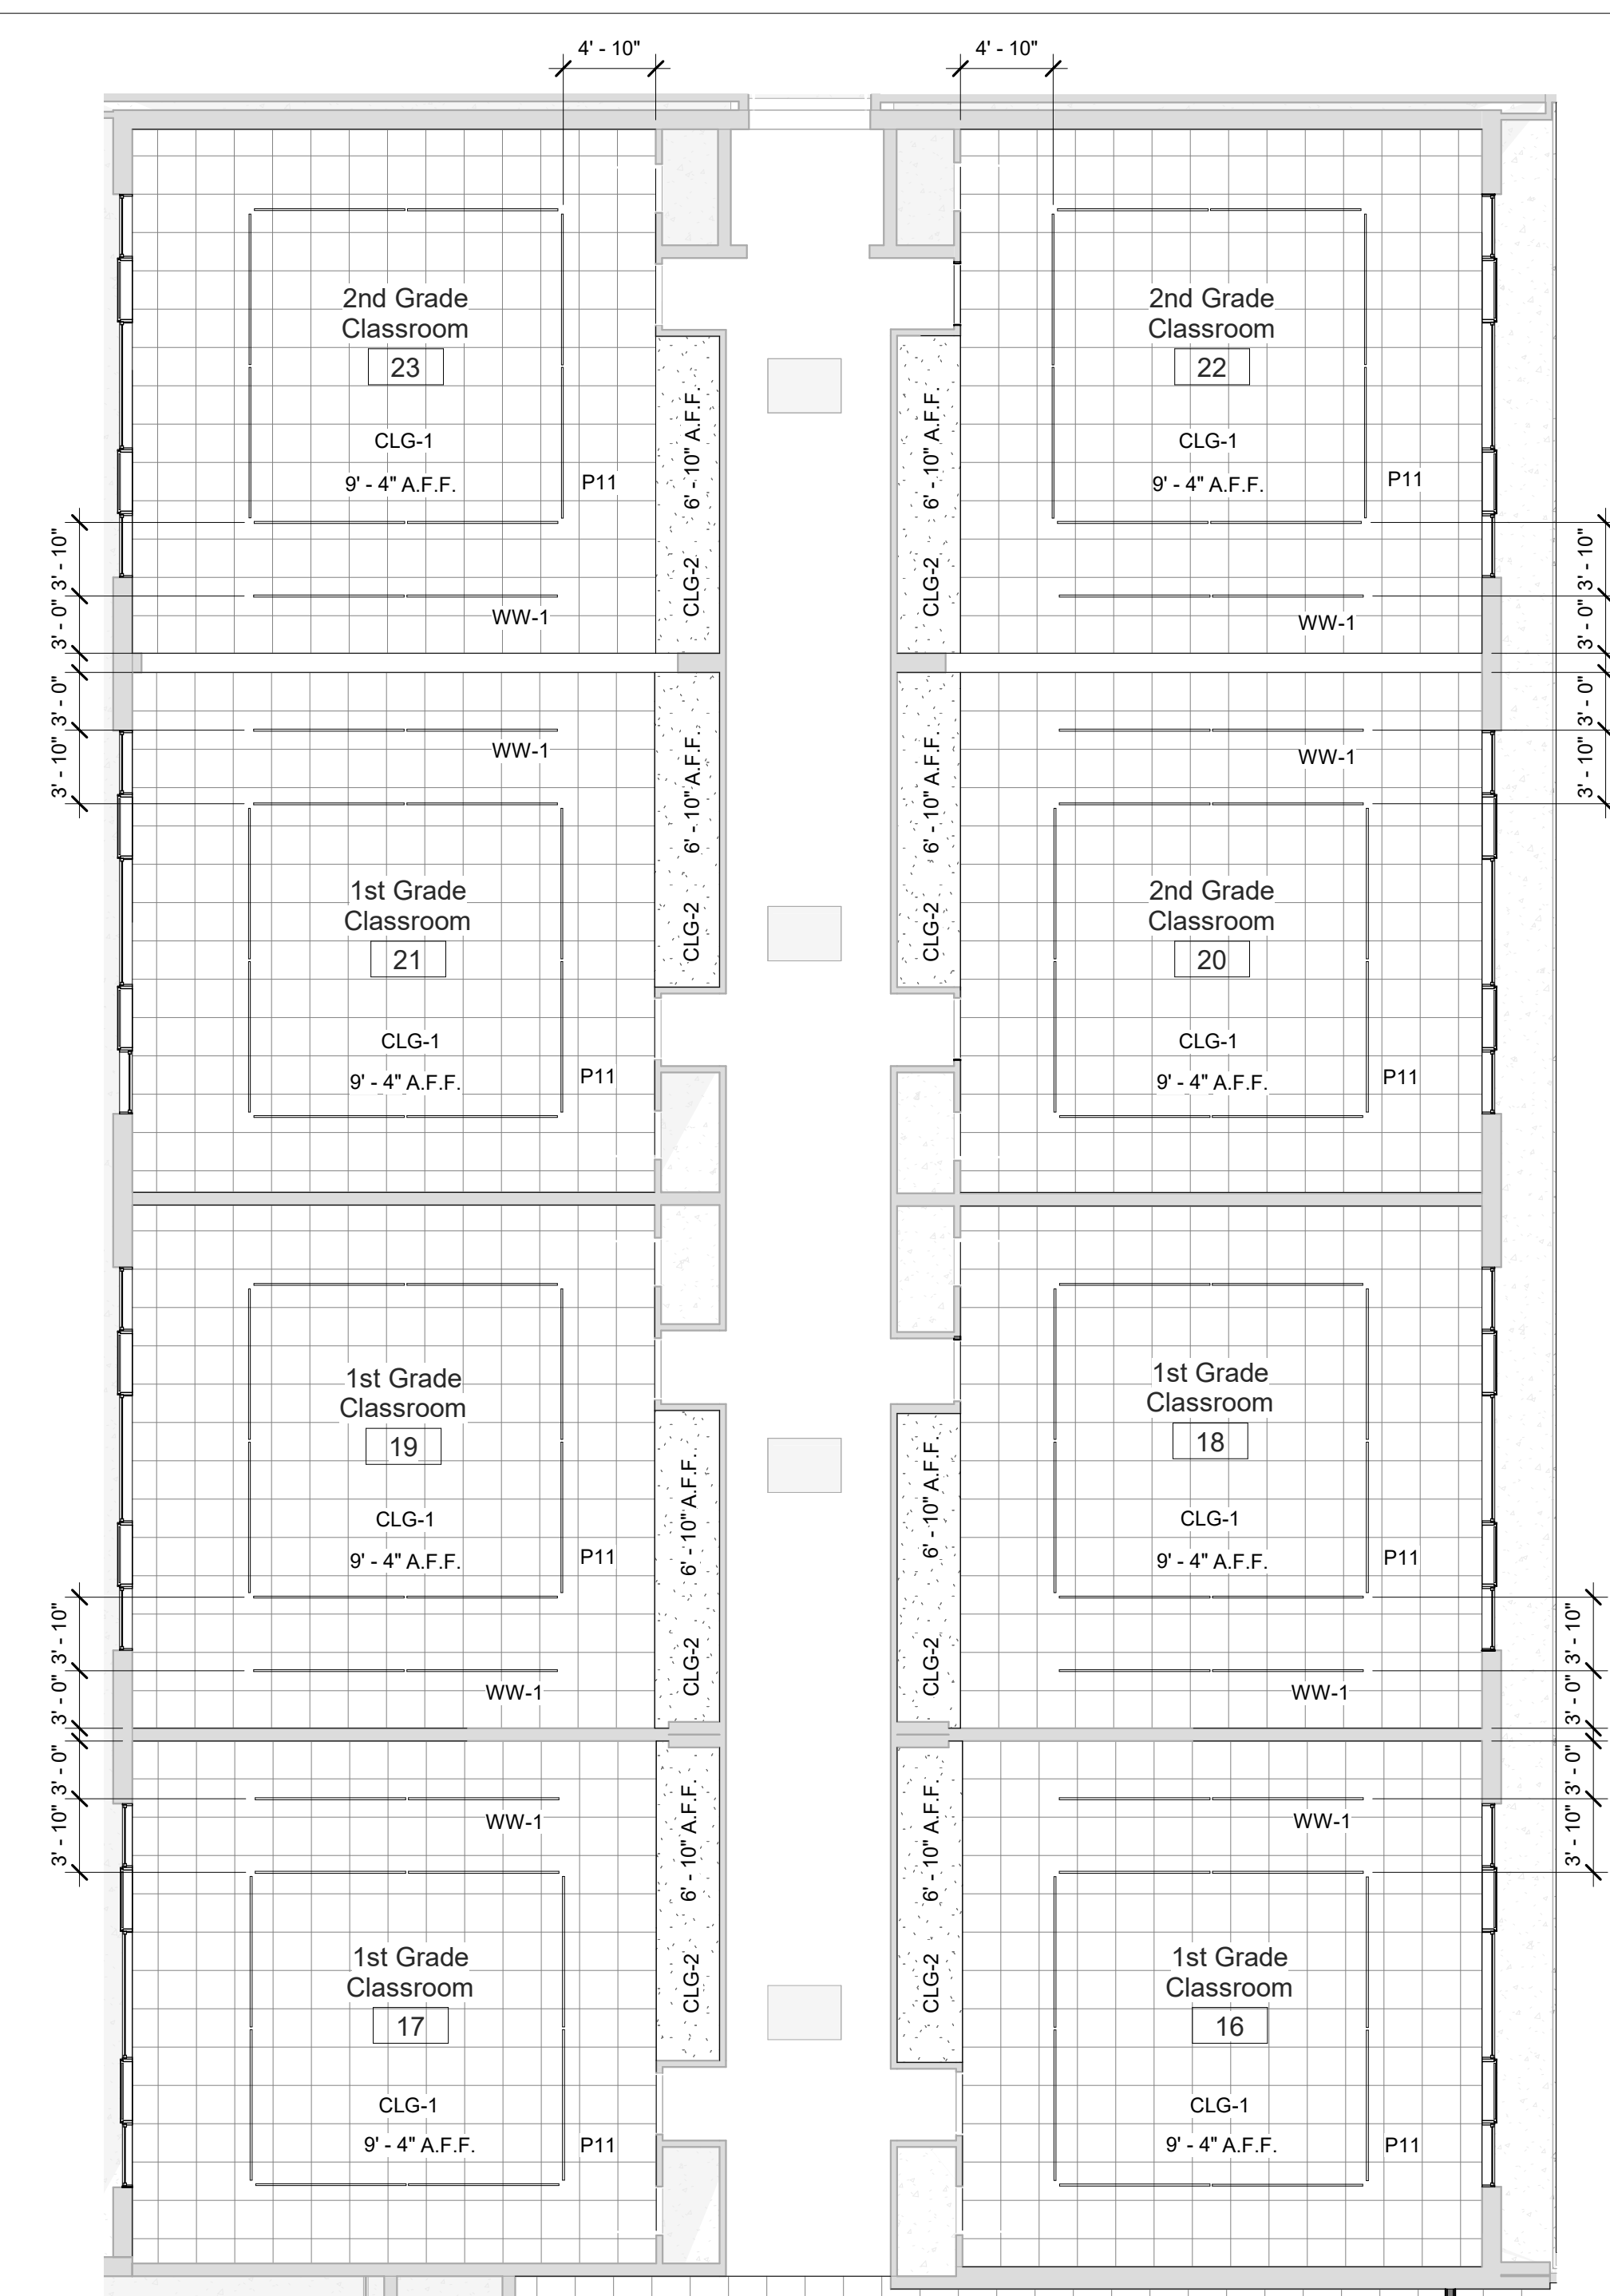 4' - 10"
4' - 10"
2nd Grade
Classroom
23
CLG-1
9' - 4" A.F.F.
P11
6' - 10" A.F.F.
CLG-2
WW-1
3' - 10"
3' - 0"
2nd Grade
Classroom
22
CLG-1
9' - 4" A.F.F.
P11
6' - 10" A.F.F.
CLG-2
WW-1
3' - 10"
3' - 0"
3' - 0"
3' - 10"
WW-1
1st Grade
Classroom
21
CLG-1
9' - 4" A.F.F.
P11
6' - 10" A.F.F.
CLG-2
3' - 0"
3' - 10"
WW-1
2nd Grade
Classroom
20
CLG-1
9' - 4" A.F.F.
P11
6' - 10" A.F.F.
CLG-2
1st Grade
Classroom
19
CLG-1
9' - 4" A.F.F.
P11
6' - 10" A.F.F.
CLG-2
WW-1
3' - 10"
3' - 0"
1st Grade
Classroom
18
CLG-1
9' - 4" A.F.F.
P11
6' - 10" A.F.F.
CLG-2
WW-1
3' - 10"
3' - 0"
3' - 0"
3' - 10"
WW-1
1st Grade
Classroom
17
CLG-1
9' - 4" A.F.F.
P11
6' - 10" A.F.F.
CLG-2
3' - 0"
3' - 10"
WW-1
1st Grade
Classroom
16
CLG-1
9' - 4" A.F.F.
P11
6' - 10" A.F.F.
CLG-2